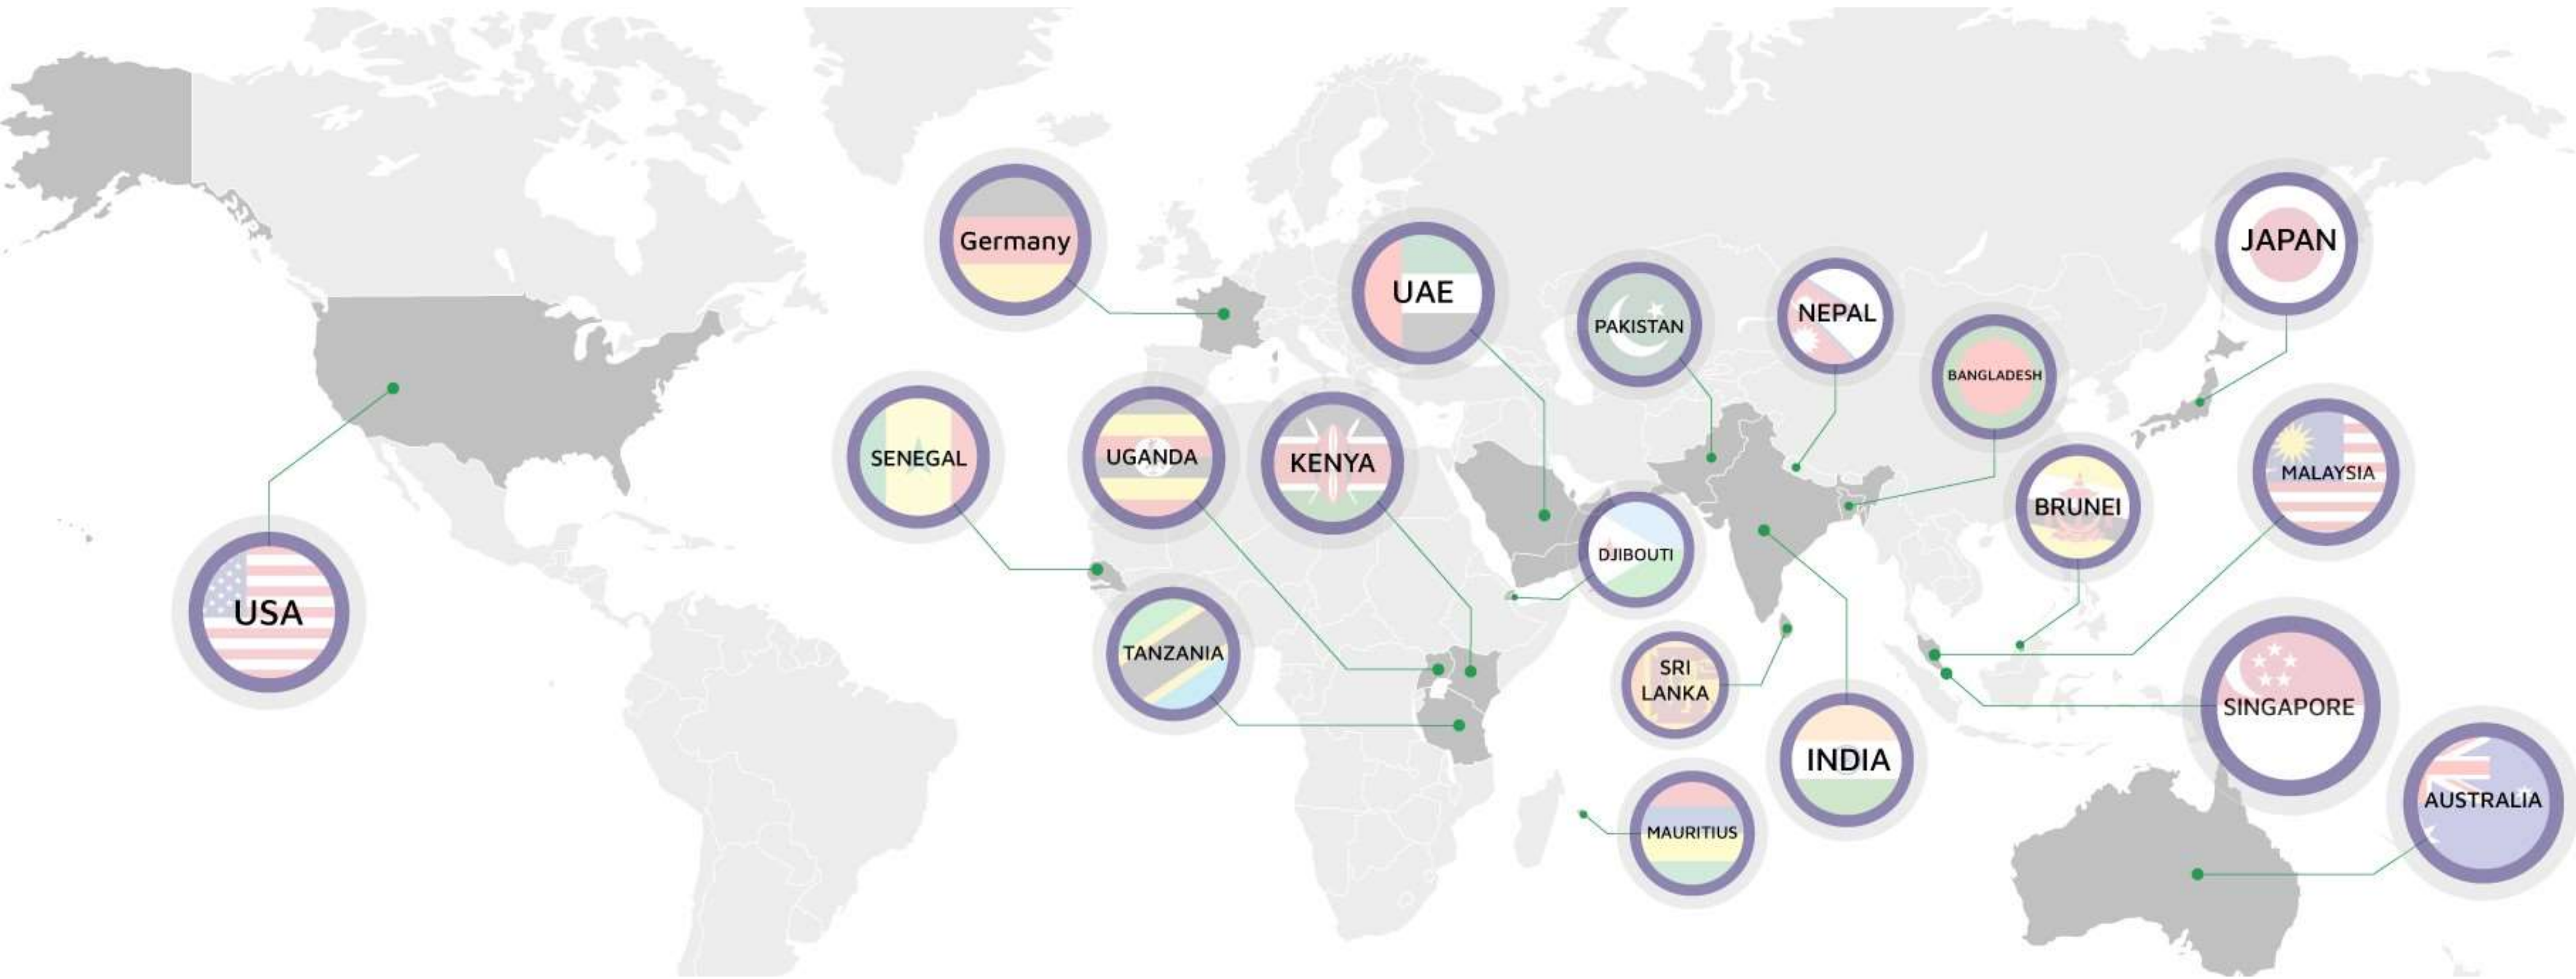 Germany
JAPAN
UAE
PAKISTAN
NEPAL
BANGLADESH
SENEGAL
UGANDA
KENYA
MALAYSIA
BRUNEI
DJIBOUTI
USA
TANZANIA
SRI
LANKA
SINGAPORE
INDIA
AUSTRALIA
MAURITIUS